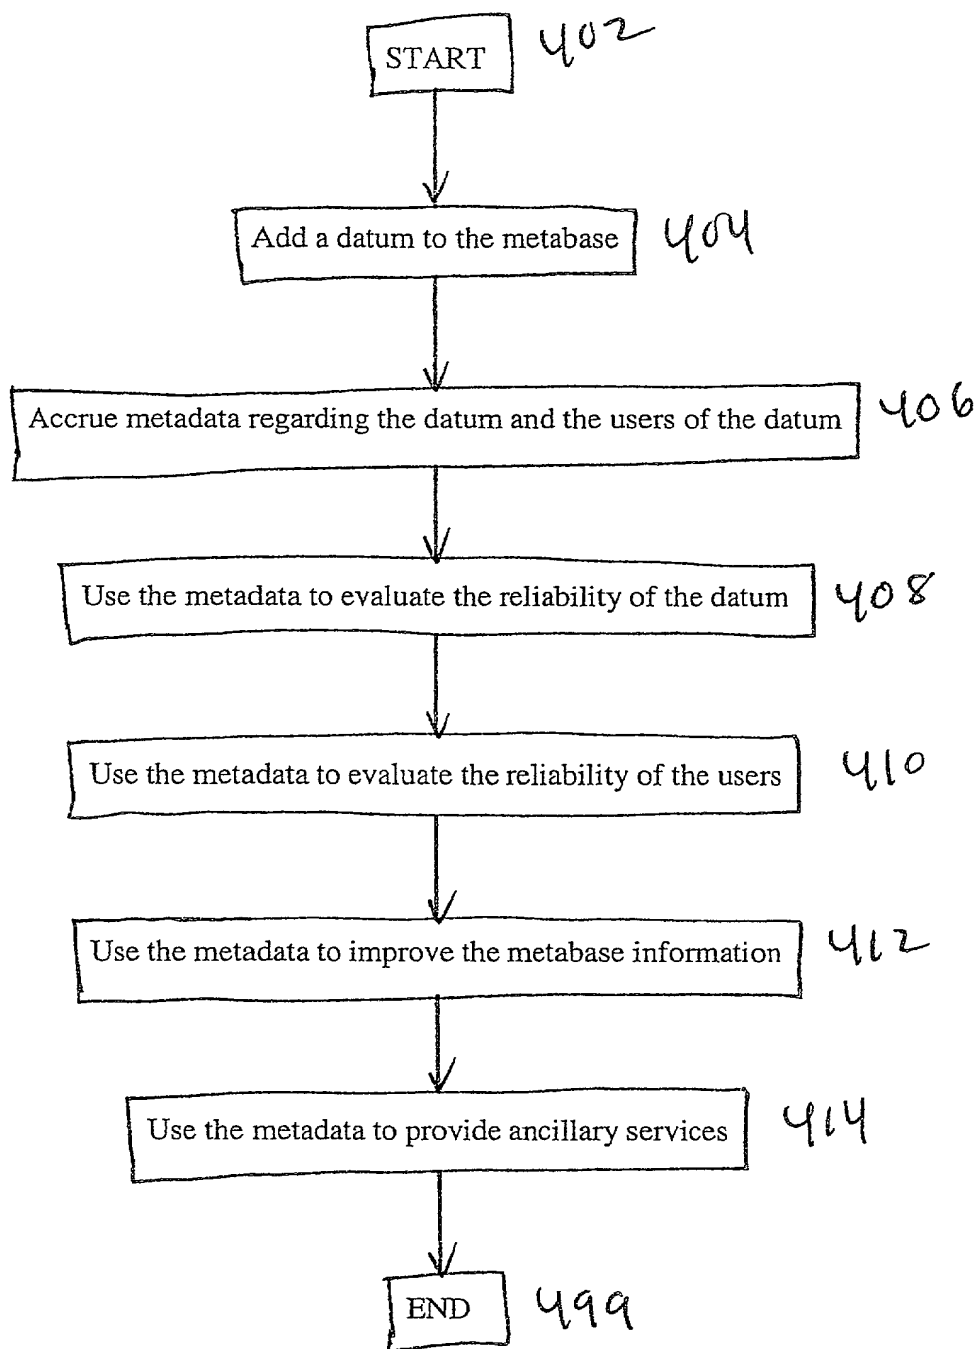 START 402
Add a datum to the metabase 404
Accrue metadata regarding the datum and the users of the datum 406
Use the metadata to evaluate the reliability of the datum 408
Use the metadata to evaluate the reliability of the users 410
Use the metadata to improve the metabase information 412
Use the metadata to provide ancillary services 414
END 499